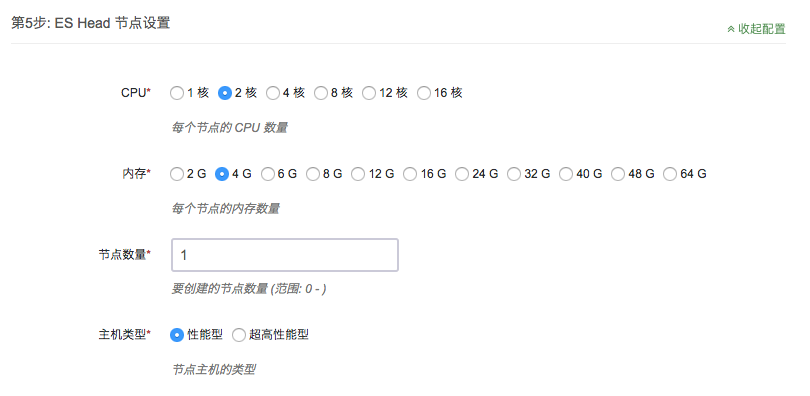 第5步: ES Head 节点设置
收起配置
CPU* 1 核 2 核 4 核 8 核 12 核 16 核
每个节点的 CPU 数量
内存* 2 G 4 G 6 G 8 G 12 G 16 G 24 G 32 G 40 G 48 G 64 G
每个节点的内存数量
节点数量* 1
要创建的节点数量 (范围: 0 - )
主机类型* 性能型 超高性能型
节点主机的类型